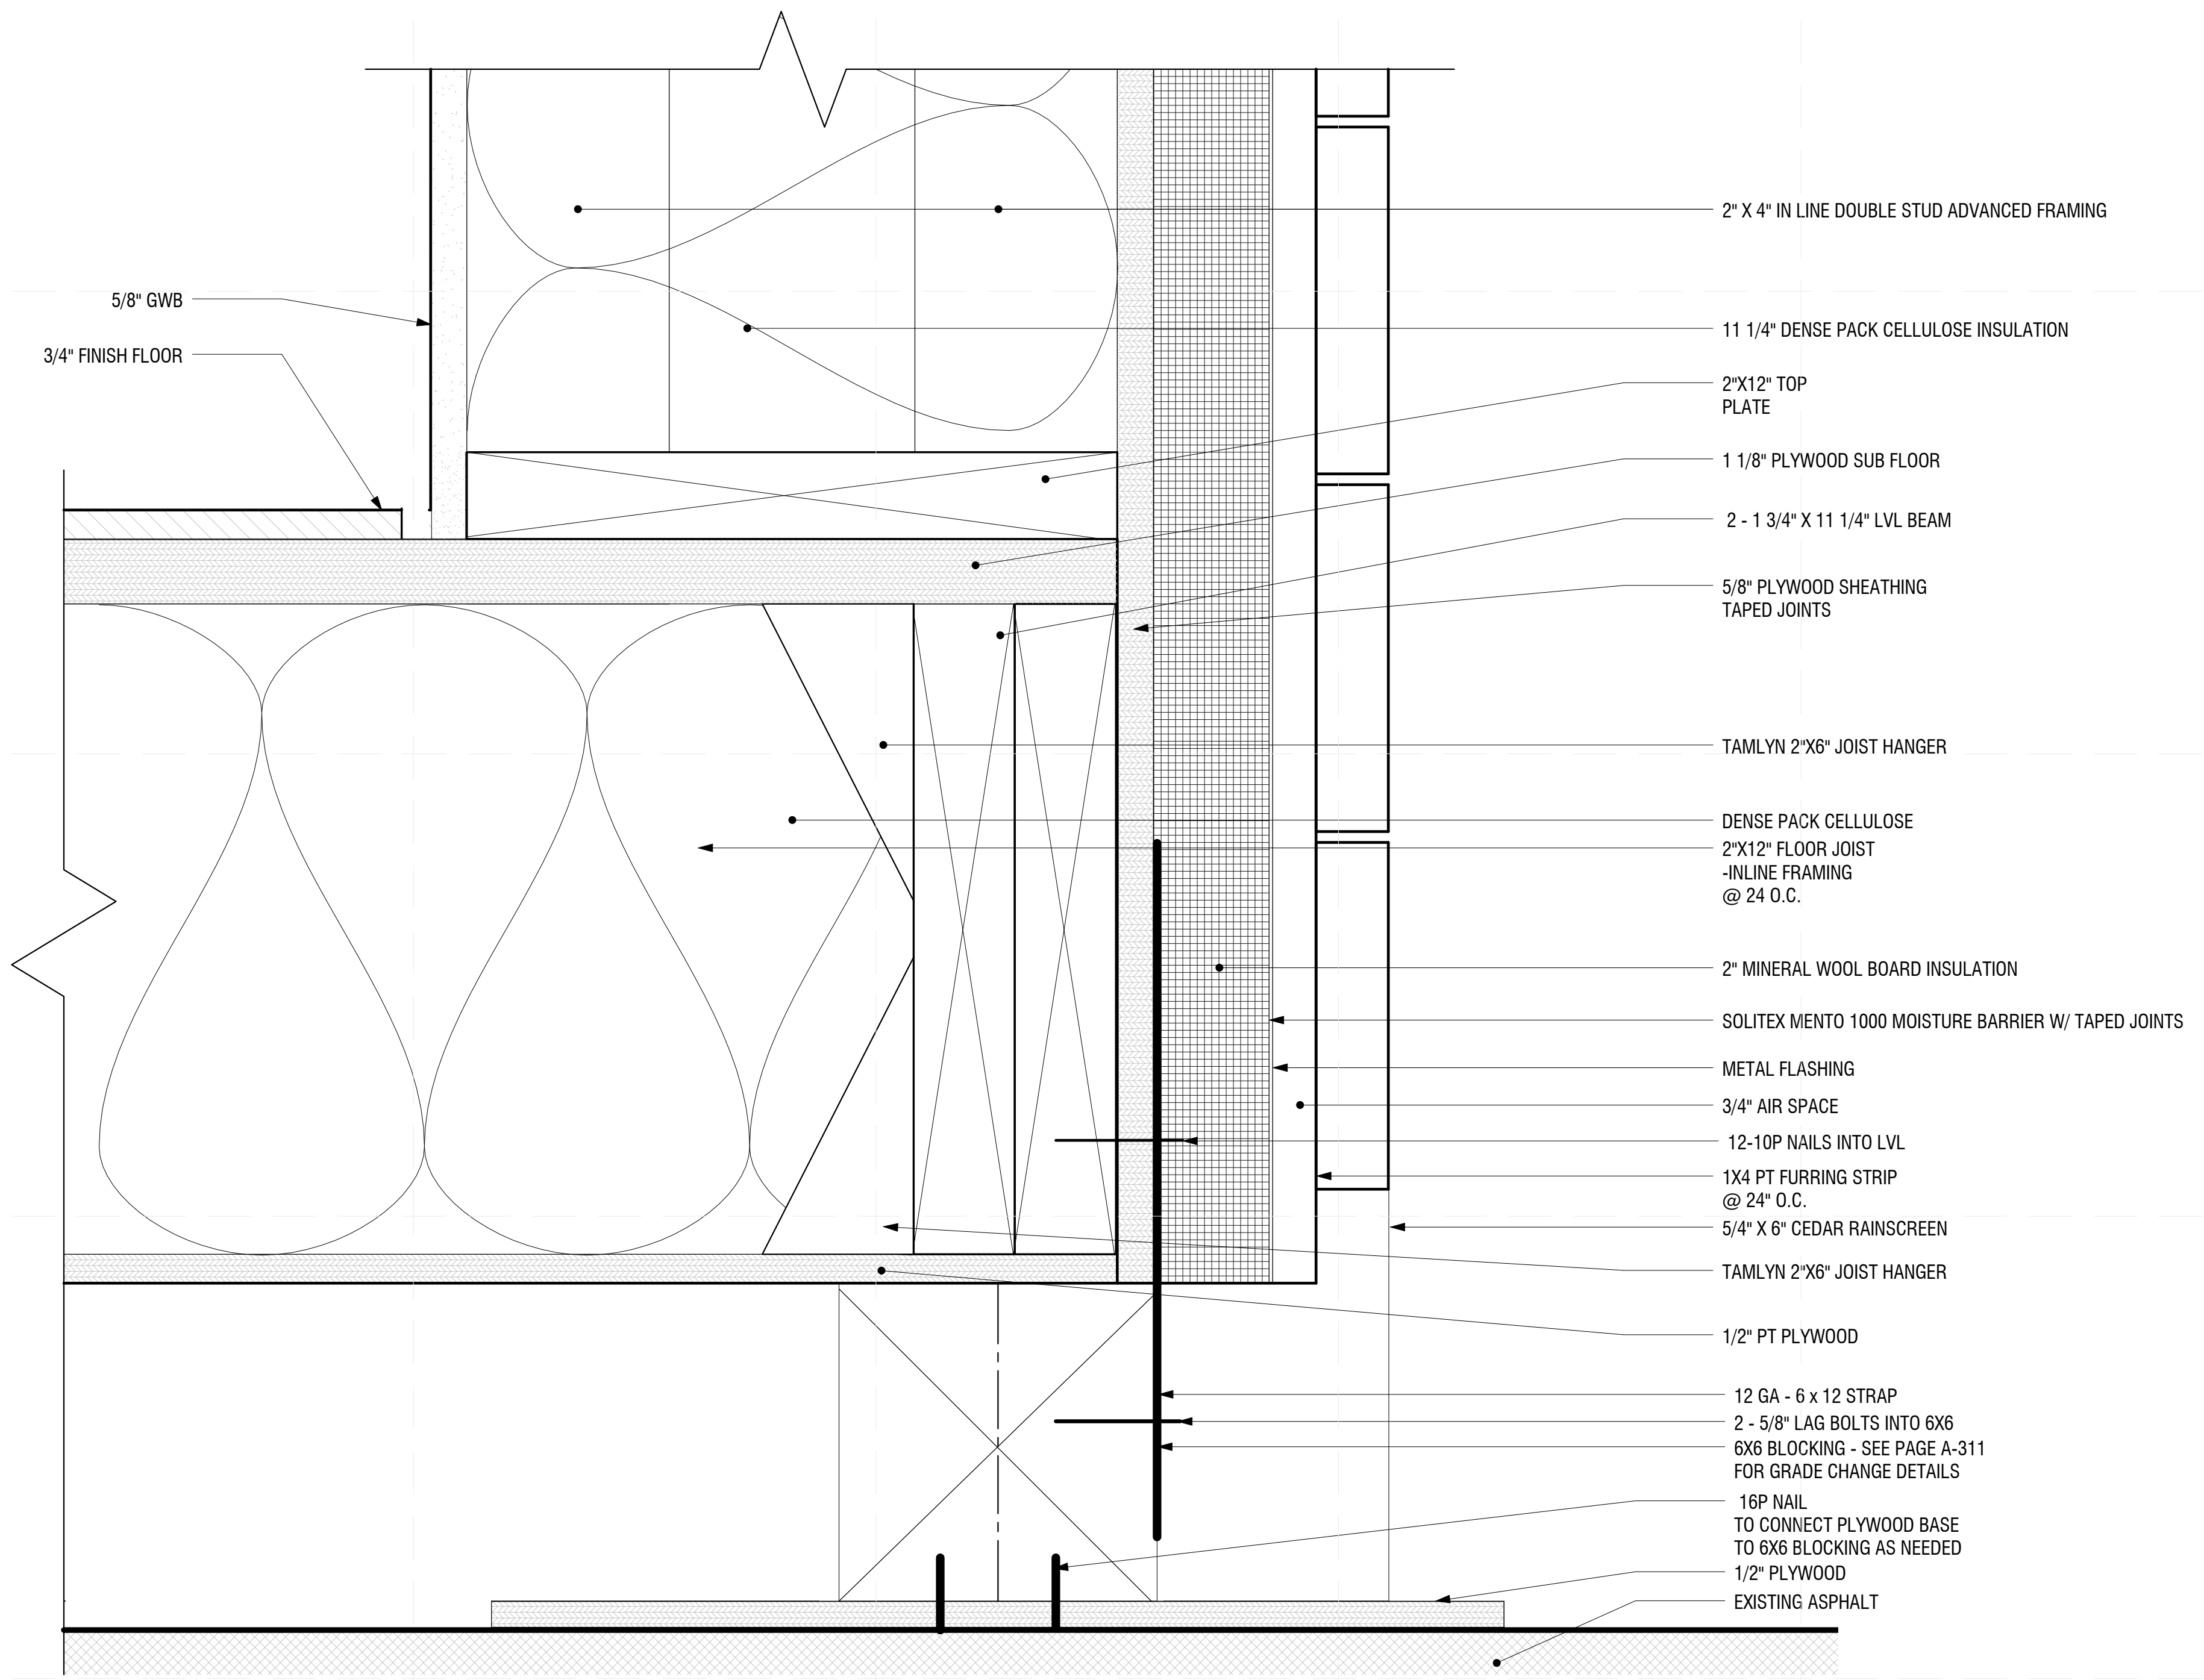 5/8" GWB
3/4" FINISH FLOOR
2" X 4" IN LINE DOUBLE STUD ADVANCED FRAMING
11 1/4" DENSE PACK CELLULOSE INSULATION
2"X12" TOP
PLATE
1 1/8" PLYWOOD SUB FLOOR
2 - 1 3/4" X 11 1/4" LVL BEAM
5/8" PLYWOOD SHEATHING
TAPED JOINTS
TAMLYN 2"X6" JOIST HANGER
DENSE PACK CELLULOSE
2"X12" FLOOR JOIST
-INLINE FRAMING
@ 24 O.C.
2" MINERAL WOOL BOARD INSULATION
SOLITEX MENTO 1000 MOISTURE BARRIER W/ TAPED JOINTS
METAL FLASHING
3/4" AIR SPACE
12-10P NAILS INTO LVL
1X4 PT FURRING STRIP
@ 24" O.C.
5/4" X 6" CEDAR RAINSCREEN
TAMLYN 2"X6" JOIST HANGER
1/2" PT PLYWOOD
12 GA - 6 x 12 STRAP
2 - 5/8" LAG BOLTS INTO 6X6
6X6 BLOCKING - SEE PAGE A-311
FOR GRADE CHANGE DETAILS
16P NAIL
TO CONNECT PLYWOOD BASE
TO 6X6 BLOCKING AS NEEDED
1/2" PLYWOOD
EXISTING ASPHALT